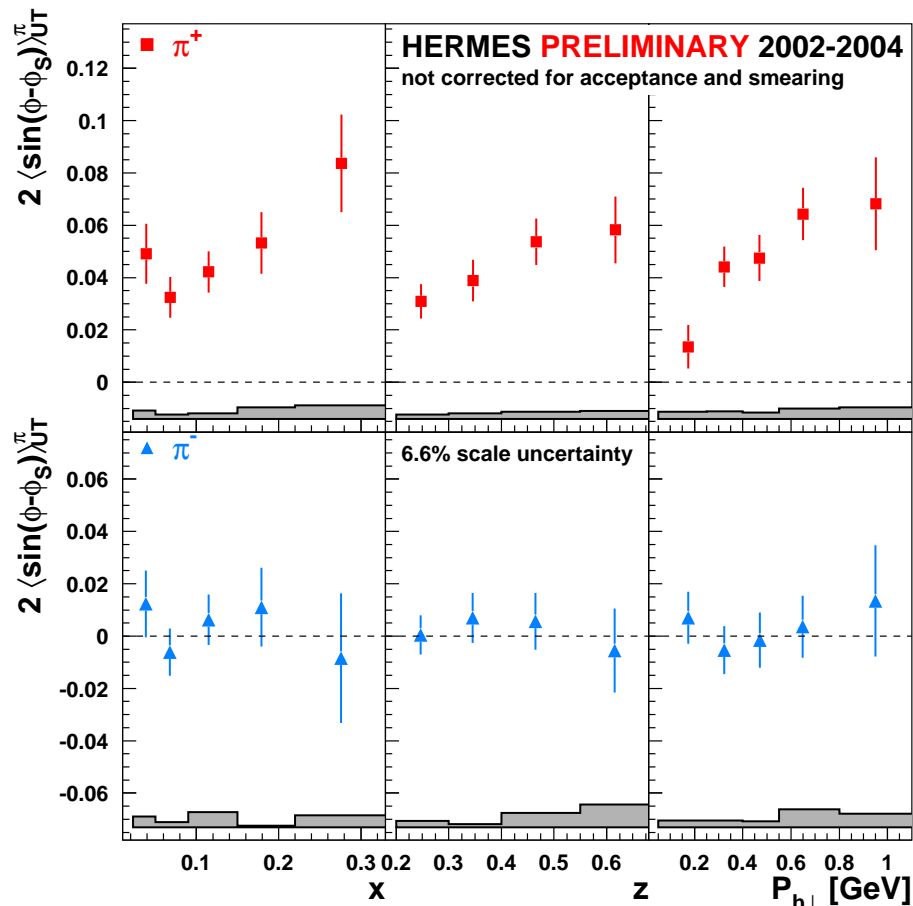 2 ⟨sin(ϕ-ϕS)⟩πUT
π+
HERMES PRELIMINARY 2002-2004
not corrected for acceptance and smearing
0.12
0.1
0.08
0.06
0.04
0.02
0
2 ⟨sin(ϕ-ϕS)⟩πUT
π-
6.6% scale uncertainty
0.06
0.04
0.02
0
-0.02
-0.04
-0.06
0.1 0.2 0.3 0.2 0.3 0.4 0.5 0.6 0.2 0.4 0.6 0.8 1
x z Ph⊥ [GeV]